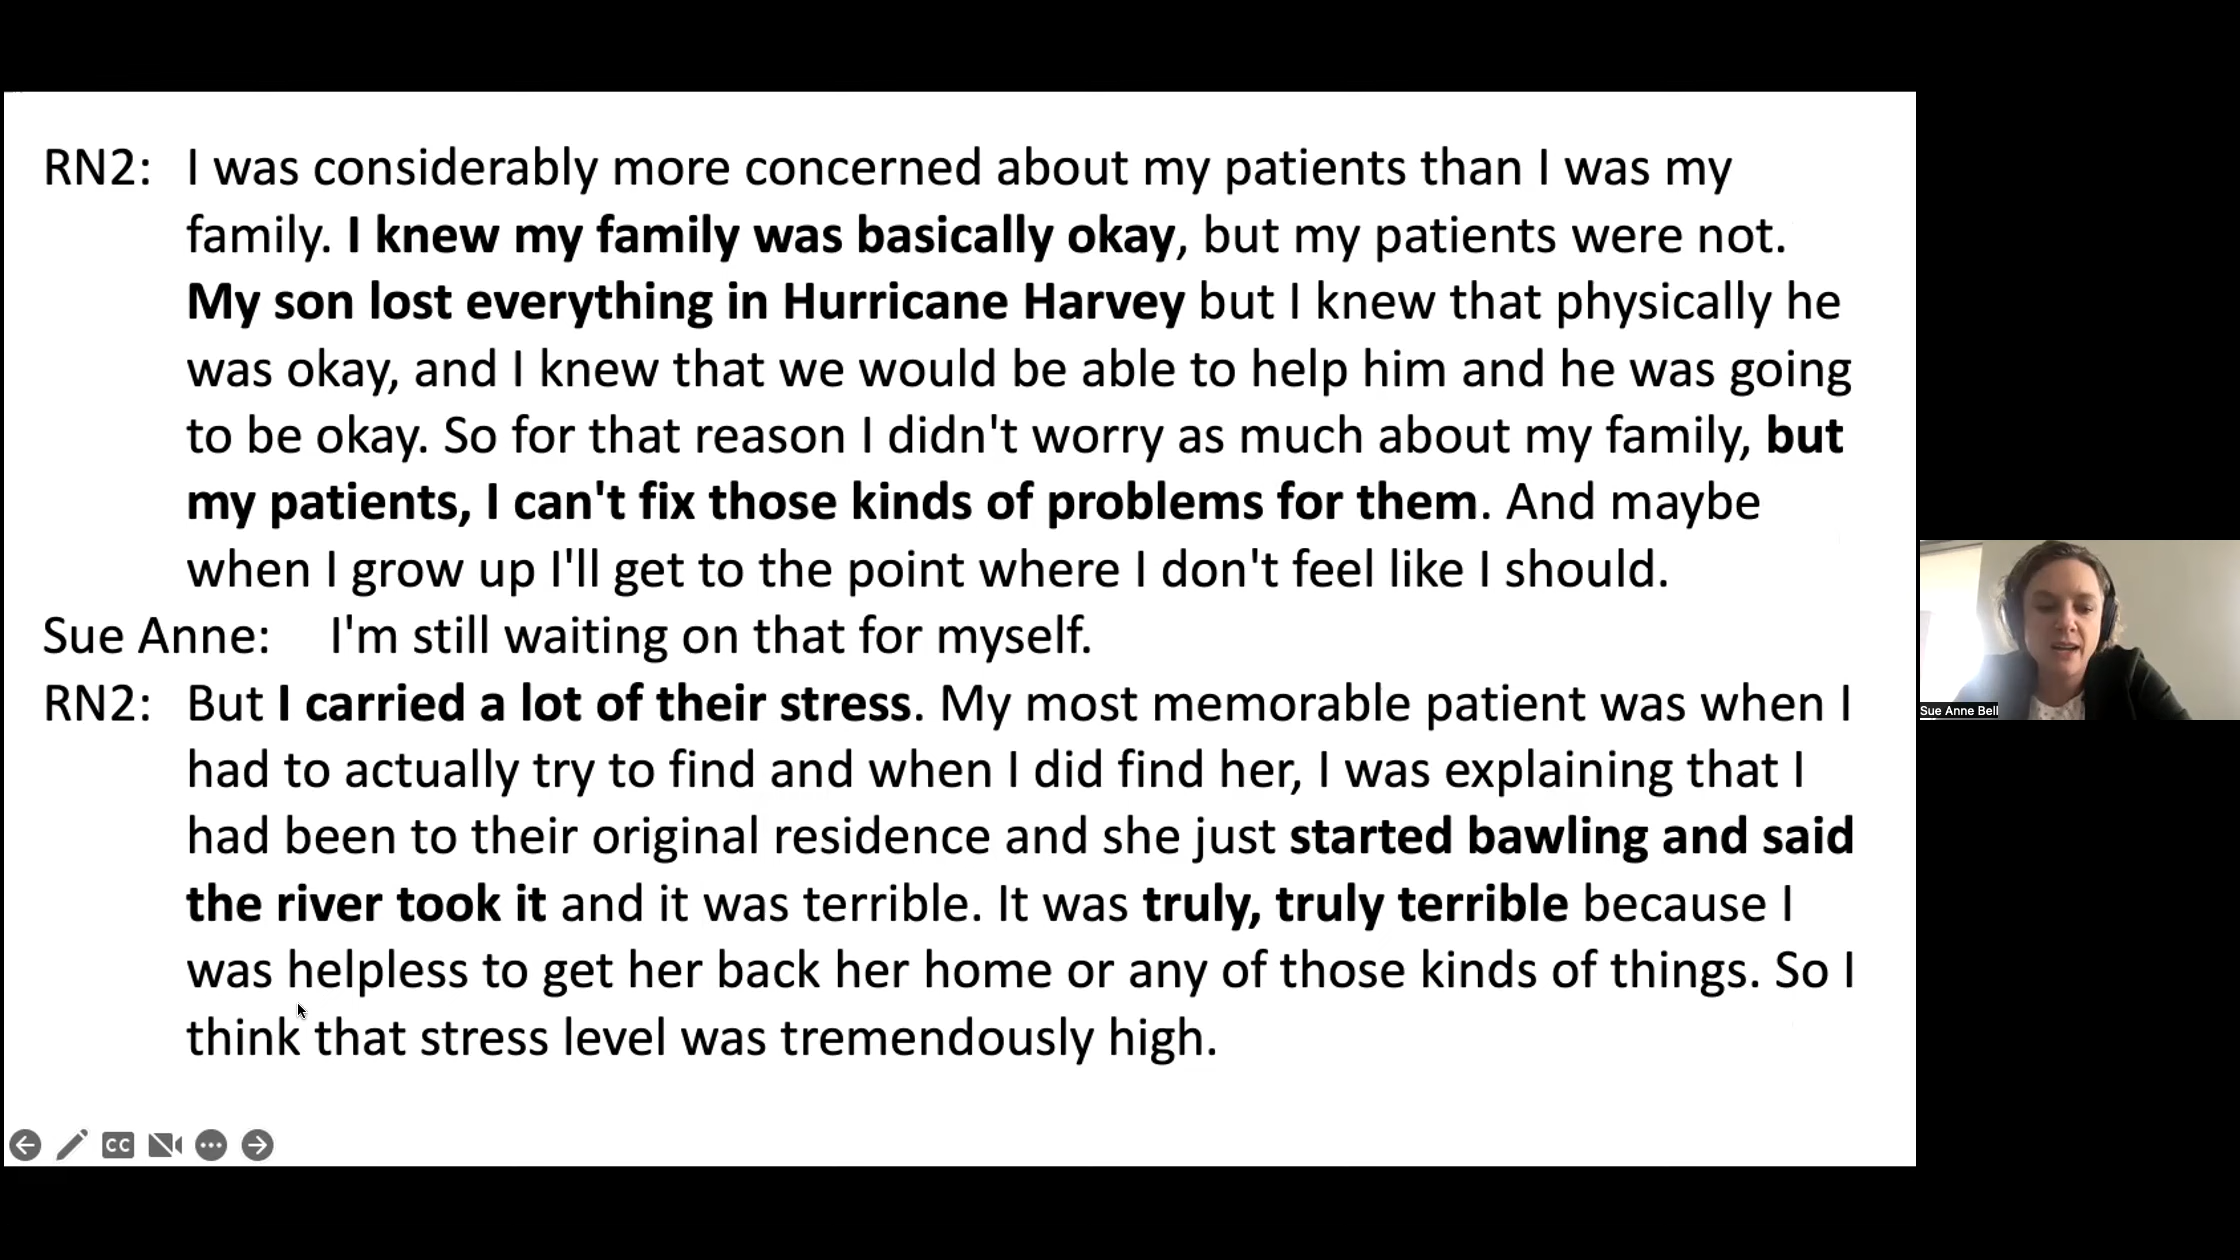 RN2: I was considerably more concerned about my patients than I was my
family. I knew my family was basically okay, but my patients were not.
My son lost everything in Hurricane Harvey but I knew that physically he
was okay, and I knew that we would be able to help him and he was going
to be okay. So for that reason I didn't worry as much about my family, but
my patients, I can't fix those kinds of problems for them. And maybe
when I grow up I'll get to the point where I don't feel like I should.
Sue Anne: I'm still waiting on that for myself.
RN2: But I carried a lot of their stress. My most memorable patient was when I
had to actually try to find and when I did find her, I was explaining that I
had been to their original residence and she just started bawling and said
the river took it and it was terrible. It was truly, truly terrible because I
was helpless to get her back her home or any of those kinds of things. So I
think that stress level was tremendously high.
CC
Sue Anne Bell